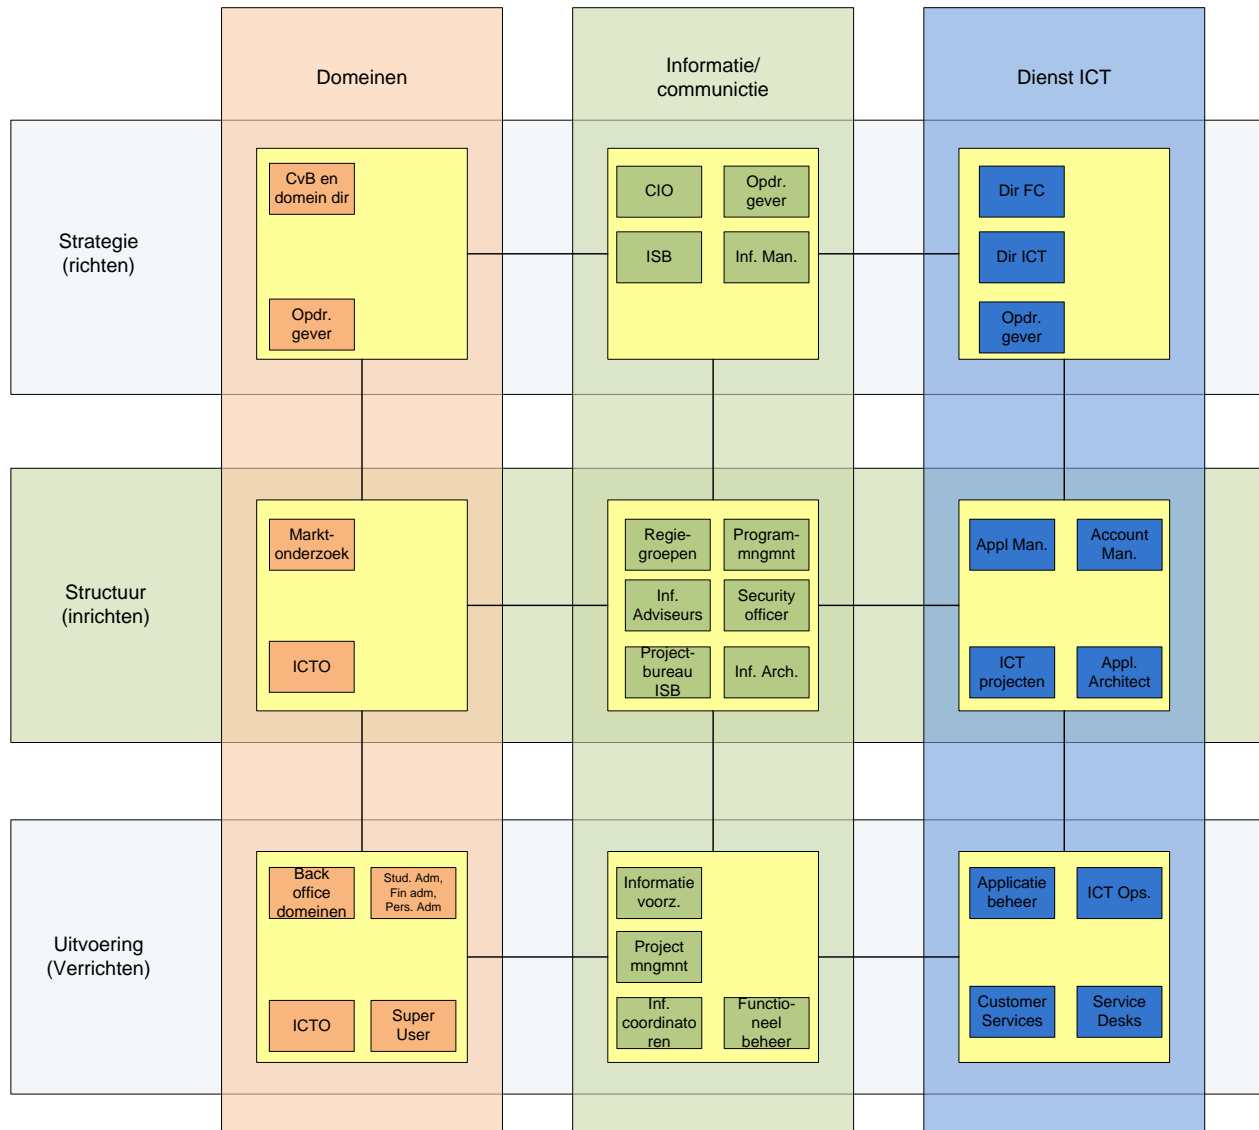 Domeinen
Informatie/
communictie
Dienst ICT
Strategie
(richten)
CvB en
domein dir
Opdr.
gever
CIO
Opdr.
gever
ISB
Inf. Man.
Dir FC
Dir ICT
Opdr.
gever
Structuur
(inrichten)
Markt-
onderzoek
ICTO
Regie-
groepen
Program-
mngmnt
Inf.
Adviseurs
Security
officer
Project-
bureau
ISB
Inf. Arch.
Appl Man.
Account
Man.
ICT
projecten
Appl.
Architect
Uitvoering
(Verrichten)
Back
office
domeinen
Stud. Adm,
Fin adm,
Pers. Adm
ICTO
Super
User
Informatie
voorz.
Project
mngmnt
Inf.
coordinato
ren
Functio-
neel
beheer
Applicatie
beheer
ICT Ops.
Customer
Services
Service
Desks